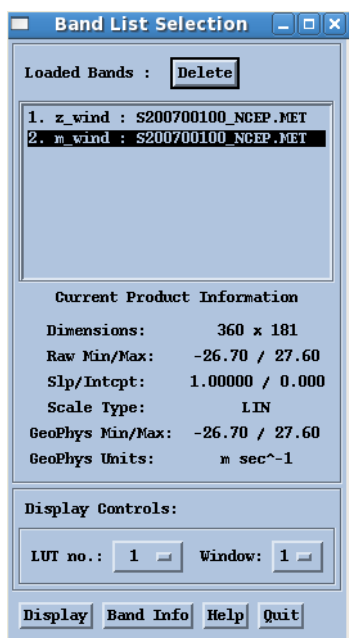 Band List Selection
Loaded Bands : Delete
1. z_wind : S200700100_NCEP.MET
2. m_wind : S200700100_NCEP.MET
Current Product Information
Dimensions: 360 x 181
Raw Min/Max: -26.70 / 27.60
Slp/Intcpt: 1.00000 / 0.000
Scale Type: LIN
GeoPhys Min/Max: -26.70 / 27.60
GeoPhys Units: m sec^-1
Display Controls:
LUT no.: 1 Window: 1
Display Band Info Help Quit